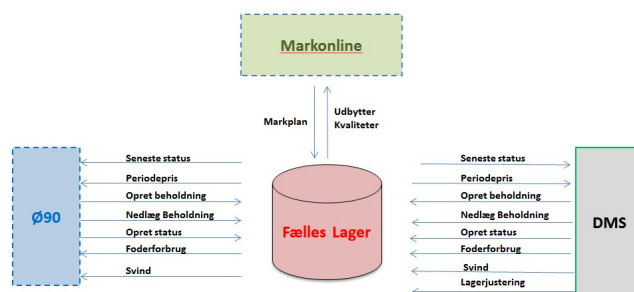 Markonline
Markplan
Udbytter
Kvaliteter
Ø90
Seneste status
Periodepris
Opret beholdning
Nedlæg Beholdning
Opret status
Foderforbrug
Svind
Fælles Lager
Seneste status
Periodepris
Opret beholdning
Nedlæg Beholdning
Opret status
Foderforbrug
Svind
Lagerjustering
DMS